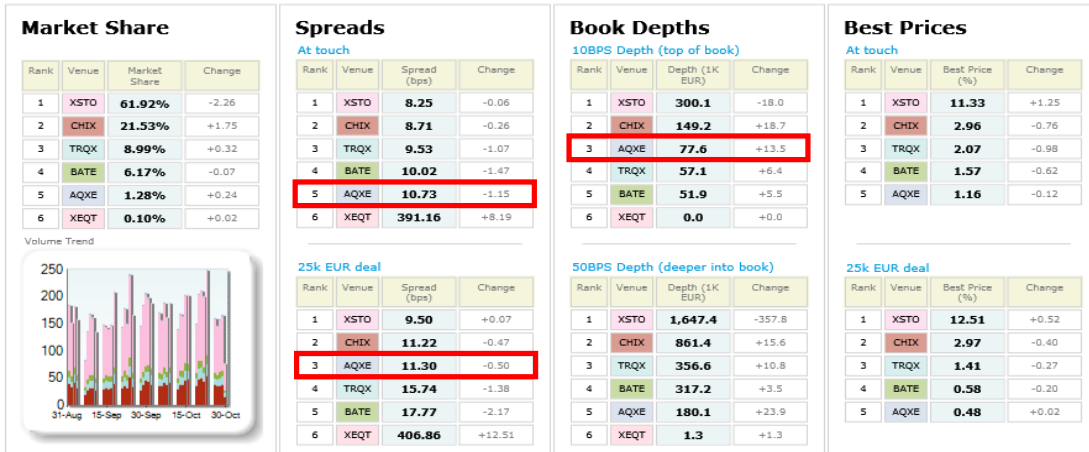 Market Share
Rank Venue Market Share Change
1 XSTO 61.92% -2.26
2 CHIX 21.53% +1.75
3 TRQX 8.99% +0.32
4 BATE 6.17% -0.07
5 AQXE 1.28% +0.24
6 XEQT 0.10% +0.02
Volume Trend
250
200
150
100
50
0
31-Aug 15-Sep 30-Sep 15-Oct 30-Oct
Spreads
At touch
Rank Venue Spread (bps) Change
1 XSTO 8.25 -0.06
2 CHIX 8.71 -0.26
3 TRQX 9.53 -1.07
4 BATE 10.02 -1.47
5 AQXE 10.73 -1.15
6 XEQT 391.16 +8.19
25k EUR deal
Rank Venue Spread (bps) Change
1 XSTO 9.50 +0.07
2 CHIX 11.22 -0.47
3 AQXE 11.30 -0.50
4 TRQX 15.74 -1.38
5 BATE 17.77 -2.17
6 XEQT 406.86 +12.51
Book Depths
10BPS Depth (top of book)
Rank Venue Depth (1K EUR) Change
1 XSTO 300.1 -18.0
2 CHIX 149.2 +18.7
3 AQXE 77.6 +13.5
4 TRQX 57.1 +6.4
5 BATE 51.9 +5.5
6 XEQT 0.0 +0.0
50BPS Depth (deeper into book)
Rank Venue Depth (1K EUR) Change
1 XSTO 1,647.4 -357.8
2 CHIX 861.4 +15.6
3 TRQX 356.6 +10.8
4 BATE 317.2 +3.5
5 AQXE 180.1 +23.9
6 XEQT 1.3 +1.3
Best Prices
At touch
Rank Venue Best Price (%) Change
1 XSTO 11.33 +1.25
2 CHIX 2.96 -0.76
3 TRQX 2.07 -0.98
4 BATE 1.57 -0.62
5 AQXE 1.16 -0.12
25k EUR deal
Rank Venue Best Price (%) Change
1 XSTO 12.51 +0.52
2 CHIX 2.97 -0.40
3 TRQX 1.41 -0.27
4 BATE 0.58 -0.20
5 AQXE 0.48 +0.02